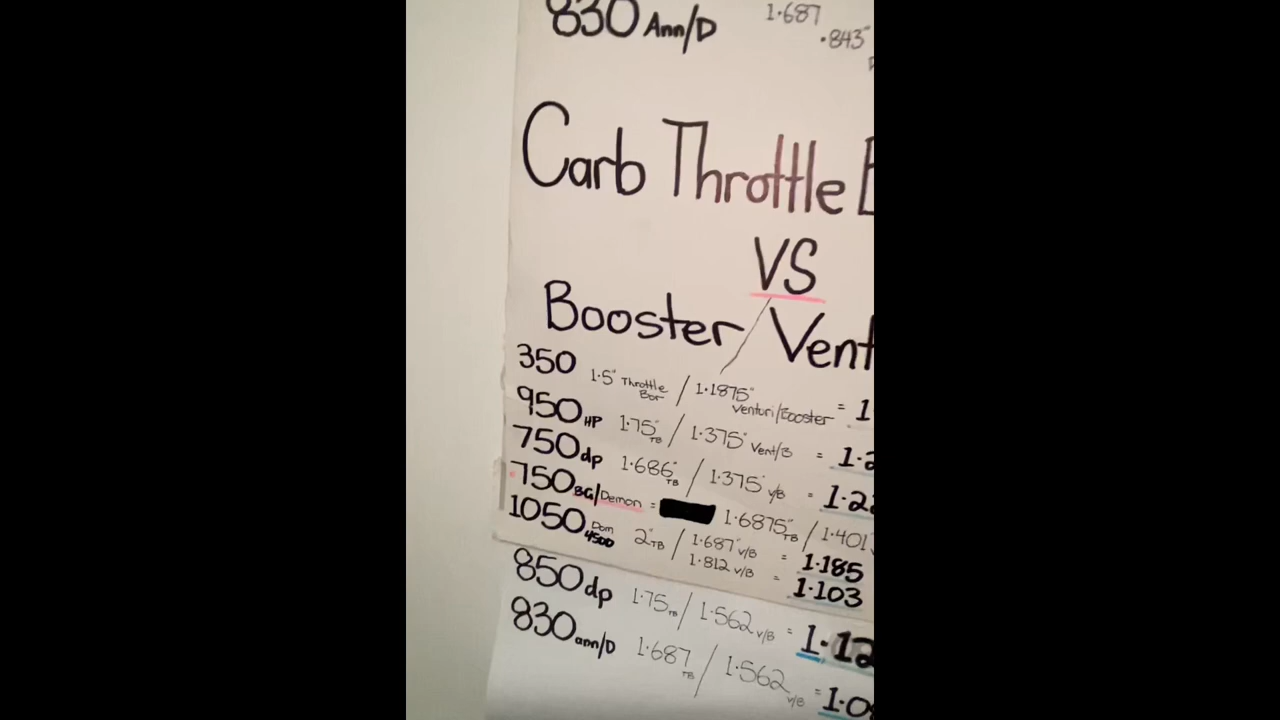 830 Ann/D 1.687
.843"
Carb Throttle
VS
Booster/Vent
350 1.5" Throttle Bor / 1.1875" Venturi/Booster = 1
950 HP 1.75" TB / 1.375" Vent/B = 1.2
750 dp 1.686" TB / 1.375" V/B = 1.22
750 BG/Demon = 1.6875" TB / 1.401"
1050 Dom 4500 2" TB / 1.687" V/B = 1.185
1.812 V/B = 1.103
850 dp 1.75 TB / 1.562 V/B = 1.12
830 ann/D 1.687 TB / 1.562 V/B = 1.0